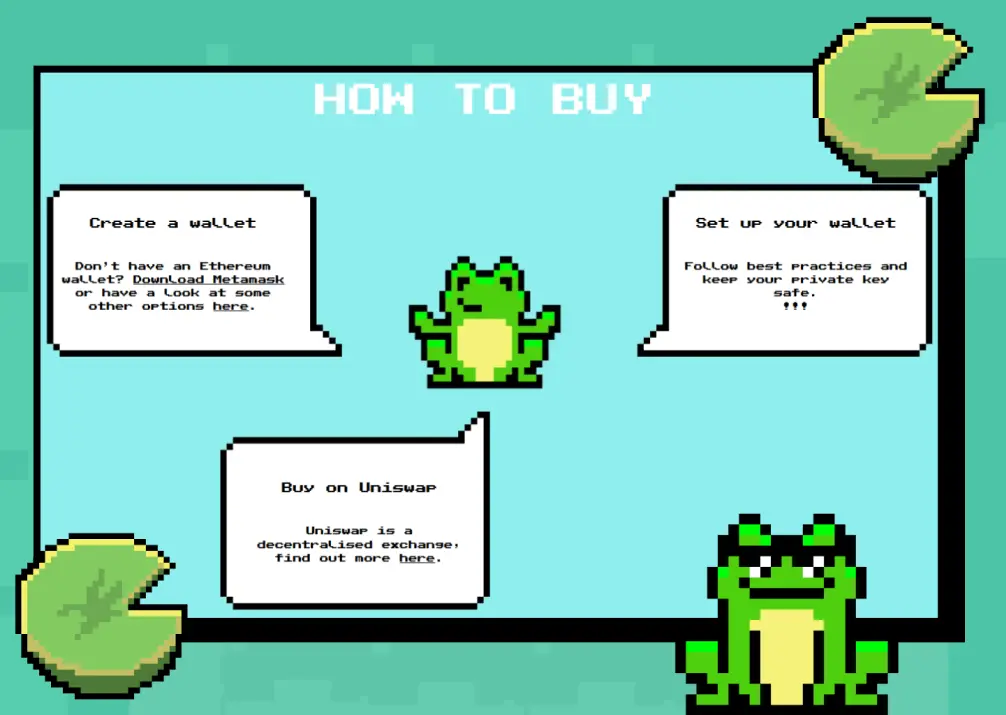 HOW TO BUY
Create a wallet
Don't have an Ethereum
wallet? Download Metamask
or have a look at some
other options here.
Set up your wallet
Follow best practices and
keep your private key
safe.
!!!
Buy on Uniswap
Uniswap is a
decentralised exchange,
find out more here.